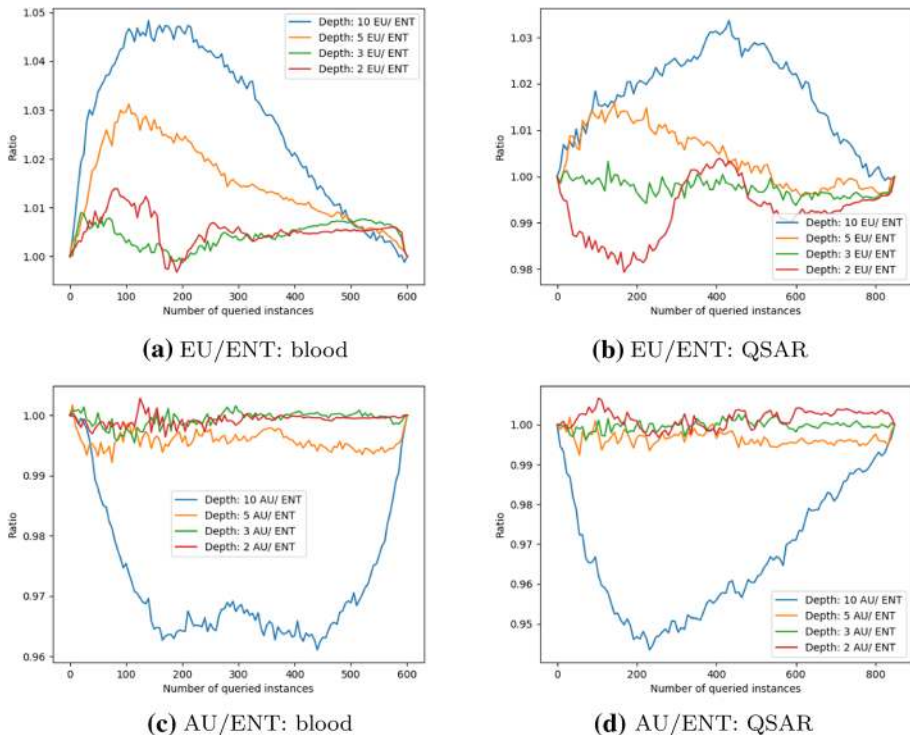 1.05
1.04
1.03
1.02
1.01
1.00
Ratio
Depth: 10 EU/ ENT
Depth: 5 EU/ ENT
Depth: 3 EU/ ENT
Depth: 2 EU/ ENT
0 100 200 300 400 500 600
Number of queried instances
(a) EU/ENT: blood
1.03
1.02
1.01
1.00
0.99
0.98
Ratio
Depth: 10 EU/ ENT
Depth: 5 EU/ ENT
Depth: 3 EU/ ENT
Depth: 2 EU/ ENT
0 200 400 600 800
Number of queried instances
(b) EU/ENT: QSAR
1.00
0.99
0.98
0.97
0.96
Ratio
Depth: 10 AU/ ENT
Depth: 5 AU/ ENT
Depth: 3 AU/ ENT
Depth: 2 AU/ ENT
0 100 200 300 400 500 600
Number of queried instances
(c) AU/ENT: blood
1.00
0.99
0.98
0.97
0.96
0.95
Ratio
Depth: 10 AU/ ENT
Depth: 5 AU/ ENT
Depth: 3 AU/ ENT
Depth: 2 AU/ ENT
0 200 400 600 800
Number of queried instances
(d) AU/ENT: QSAR